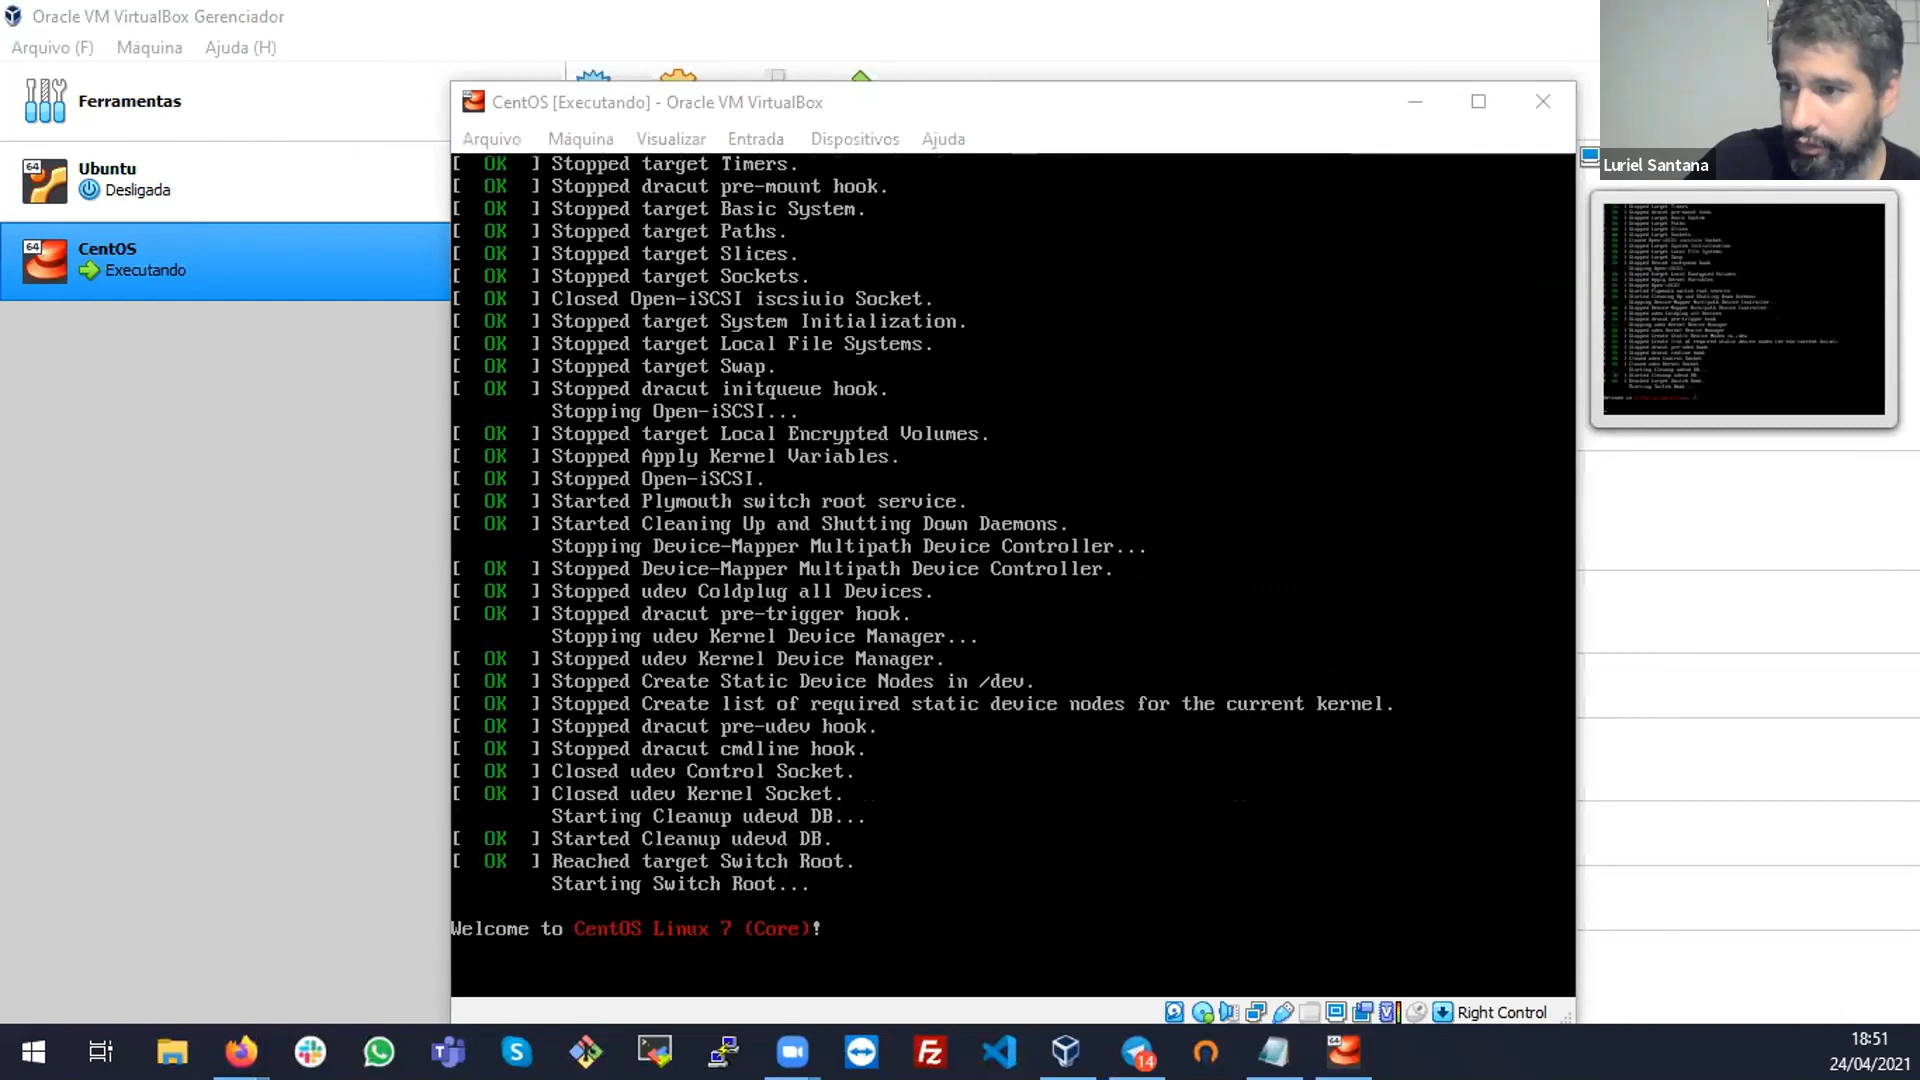 Oracle VM VirtualBox Gerenciador
Arquivo (F) Máquina Ajuda (H)
Ferramentas
64 Ubuntu
Desligada
64 CentOS
Executando
CentOS [Executando] - Oracle VM VirtualBox
Arquivo Máquina Visualizar Entrada Dispositivos Ajuda
[ OK ] Stopped target Timers.
[ OK ] Stopped dracut pre-mount hook.
[ OK ] Stopped target Basic System.
[ OK ] Stopped target Paths.
[ OK ] Stopped target Slices.
[ OK ] Stopped target Sockets.
[ OK ] Closed Open-iSCSI iscsiuio Socket.
[ OK ] Stopped target System Initialization.
[ OK ] Stopped target Local File Systems.
[ OK ] Stopped target Swap.
[ OK ] Stopped dracut initqueue hook.
Stopping Open-iSCSI...
[ OK ] Stopped target Local Encrypted Volumes.
[ OK ] Stopped Apply Kernel Variables.
[ OK ] Stopped Open-iSCSI.
[ OK ] Started Plymouth switch root service.
[ OK ] Started Cleaning Up and Shutting Down Daemons.
Stopping Device-Mapper Multipath Device Controller...
[ OK ] Stopped Device-Mapper Multipath Device Controller.
[ OK ] Stopped udev Coldplug all Devices.
[ OK ] Stopped dracut pre-trigger hook.
Stopping udev Kernel Device Manager...
[ OK ] Stopped udev Kernel Device Manager.
[ OK ] Stopped Create Static Device Nodes in /dev.
[ OK ] Stopped Create list of required static device nodes for the current kernel.
[ OK ] Stopped dracut pre-udev hook.
[ OK ] Stopped dracut cmdline hook.
[ OK ] Closed udev Control Socket.
[ OK ] Closed udev Kernel Socket.
Starting Cleanup udevd DB...
[ OK ] Started Cleanup udevd DB.
[ OK ] Reached target Switch Root.
Starting Switch Root...
Welcome to CentOS Linux 7 (Core)!
Right Control
Luriel Santana
14
18:51
24/04/2021